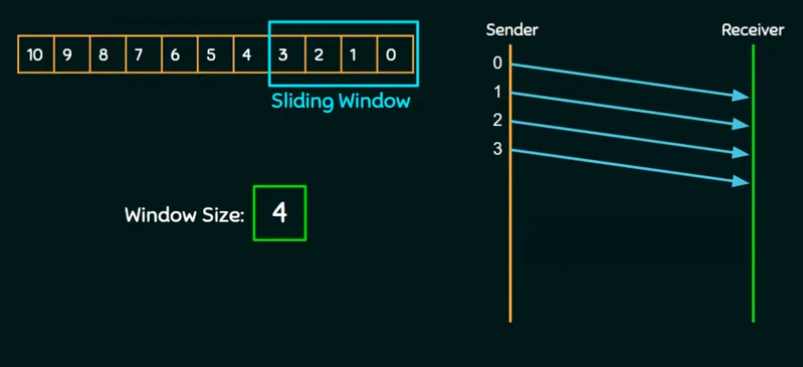 10 9 8 7 6 5 4 3 2 1 0
Sliding Window
Window Size: 4
Sender Receiver
0
1
2
3